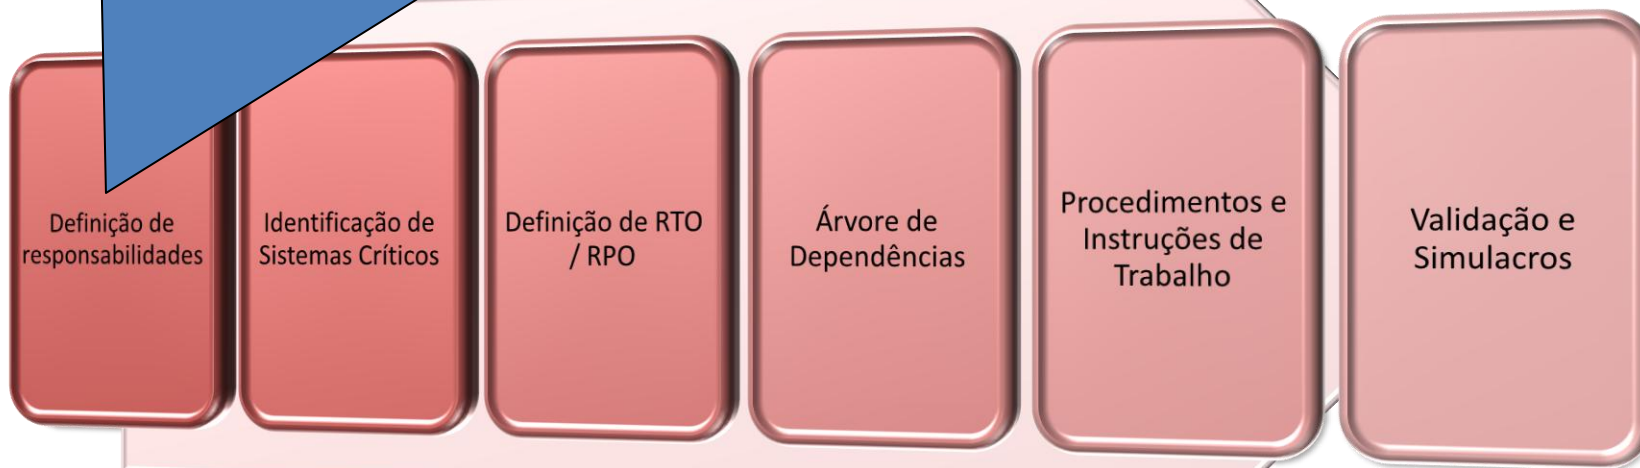 Definição de
responsabilidades
Identificação de
Sistemas Críticos
Definição de RTO
/ RPO
Árvore de
Dependências
Procedimentos e
Instruções de
Trabalho
Validação e
Simulacros